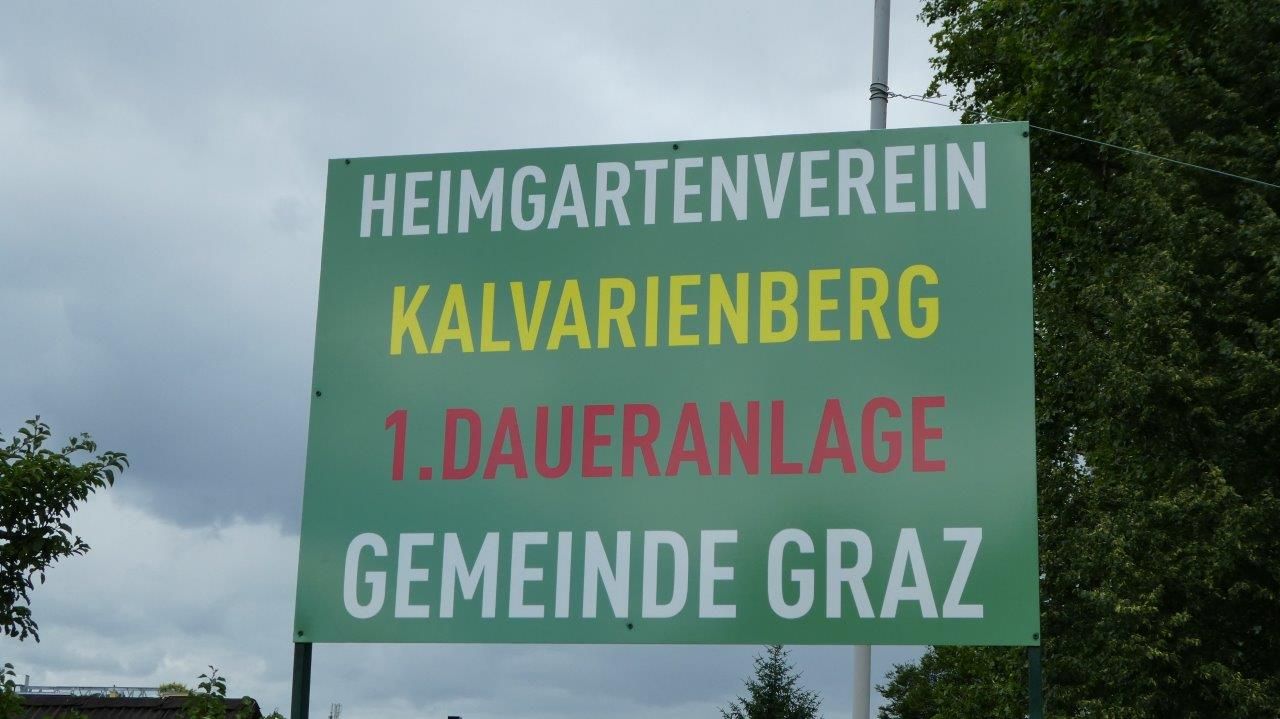 HEIMGARTENVEREIN
KALVARIENBERG
1.DAUERANLAGE
GEMEINDE GRAZ